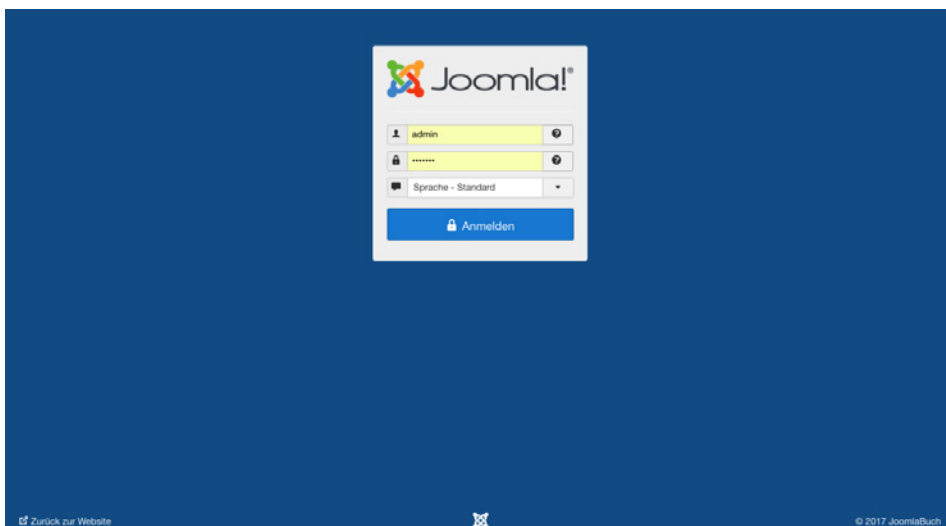 Joomla!®
admin
•••••••
Sprache - Standard
Anmelden
Zurück zur Website
© 2017 JoomlaBuch